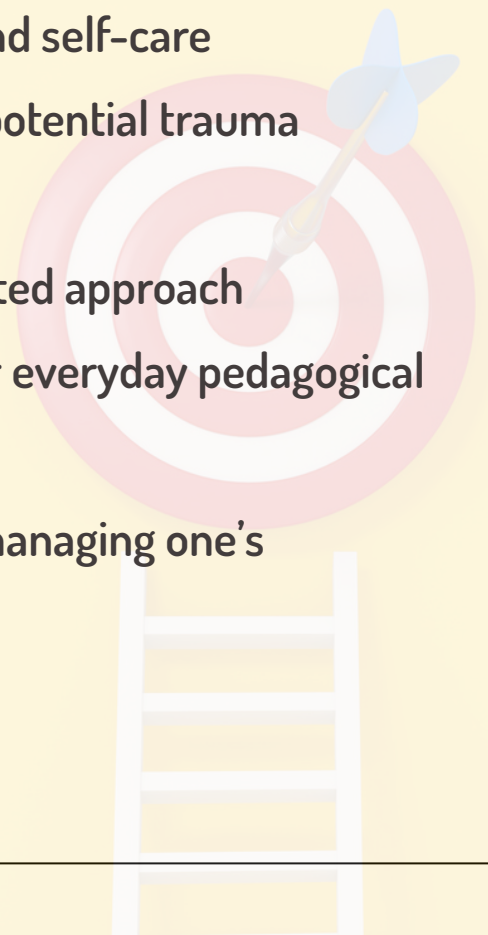 nd self-care
potential trauma
ted approach
everyday pedagogical
managing one's